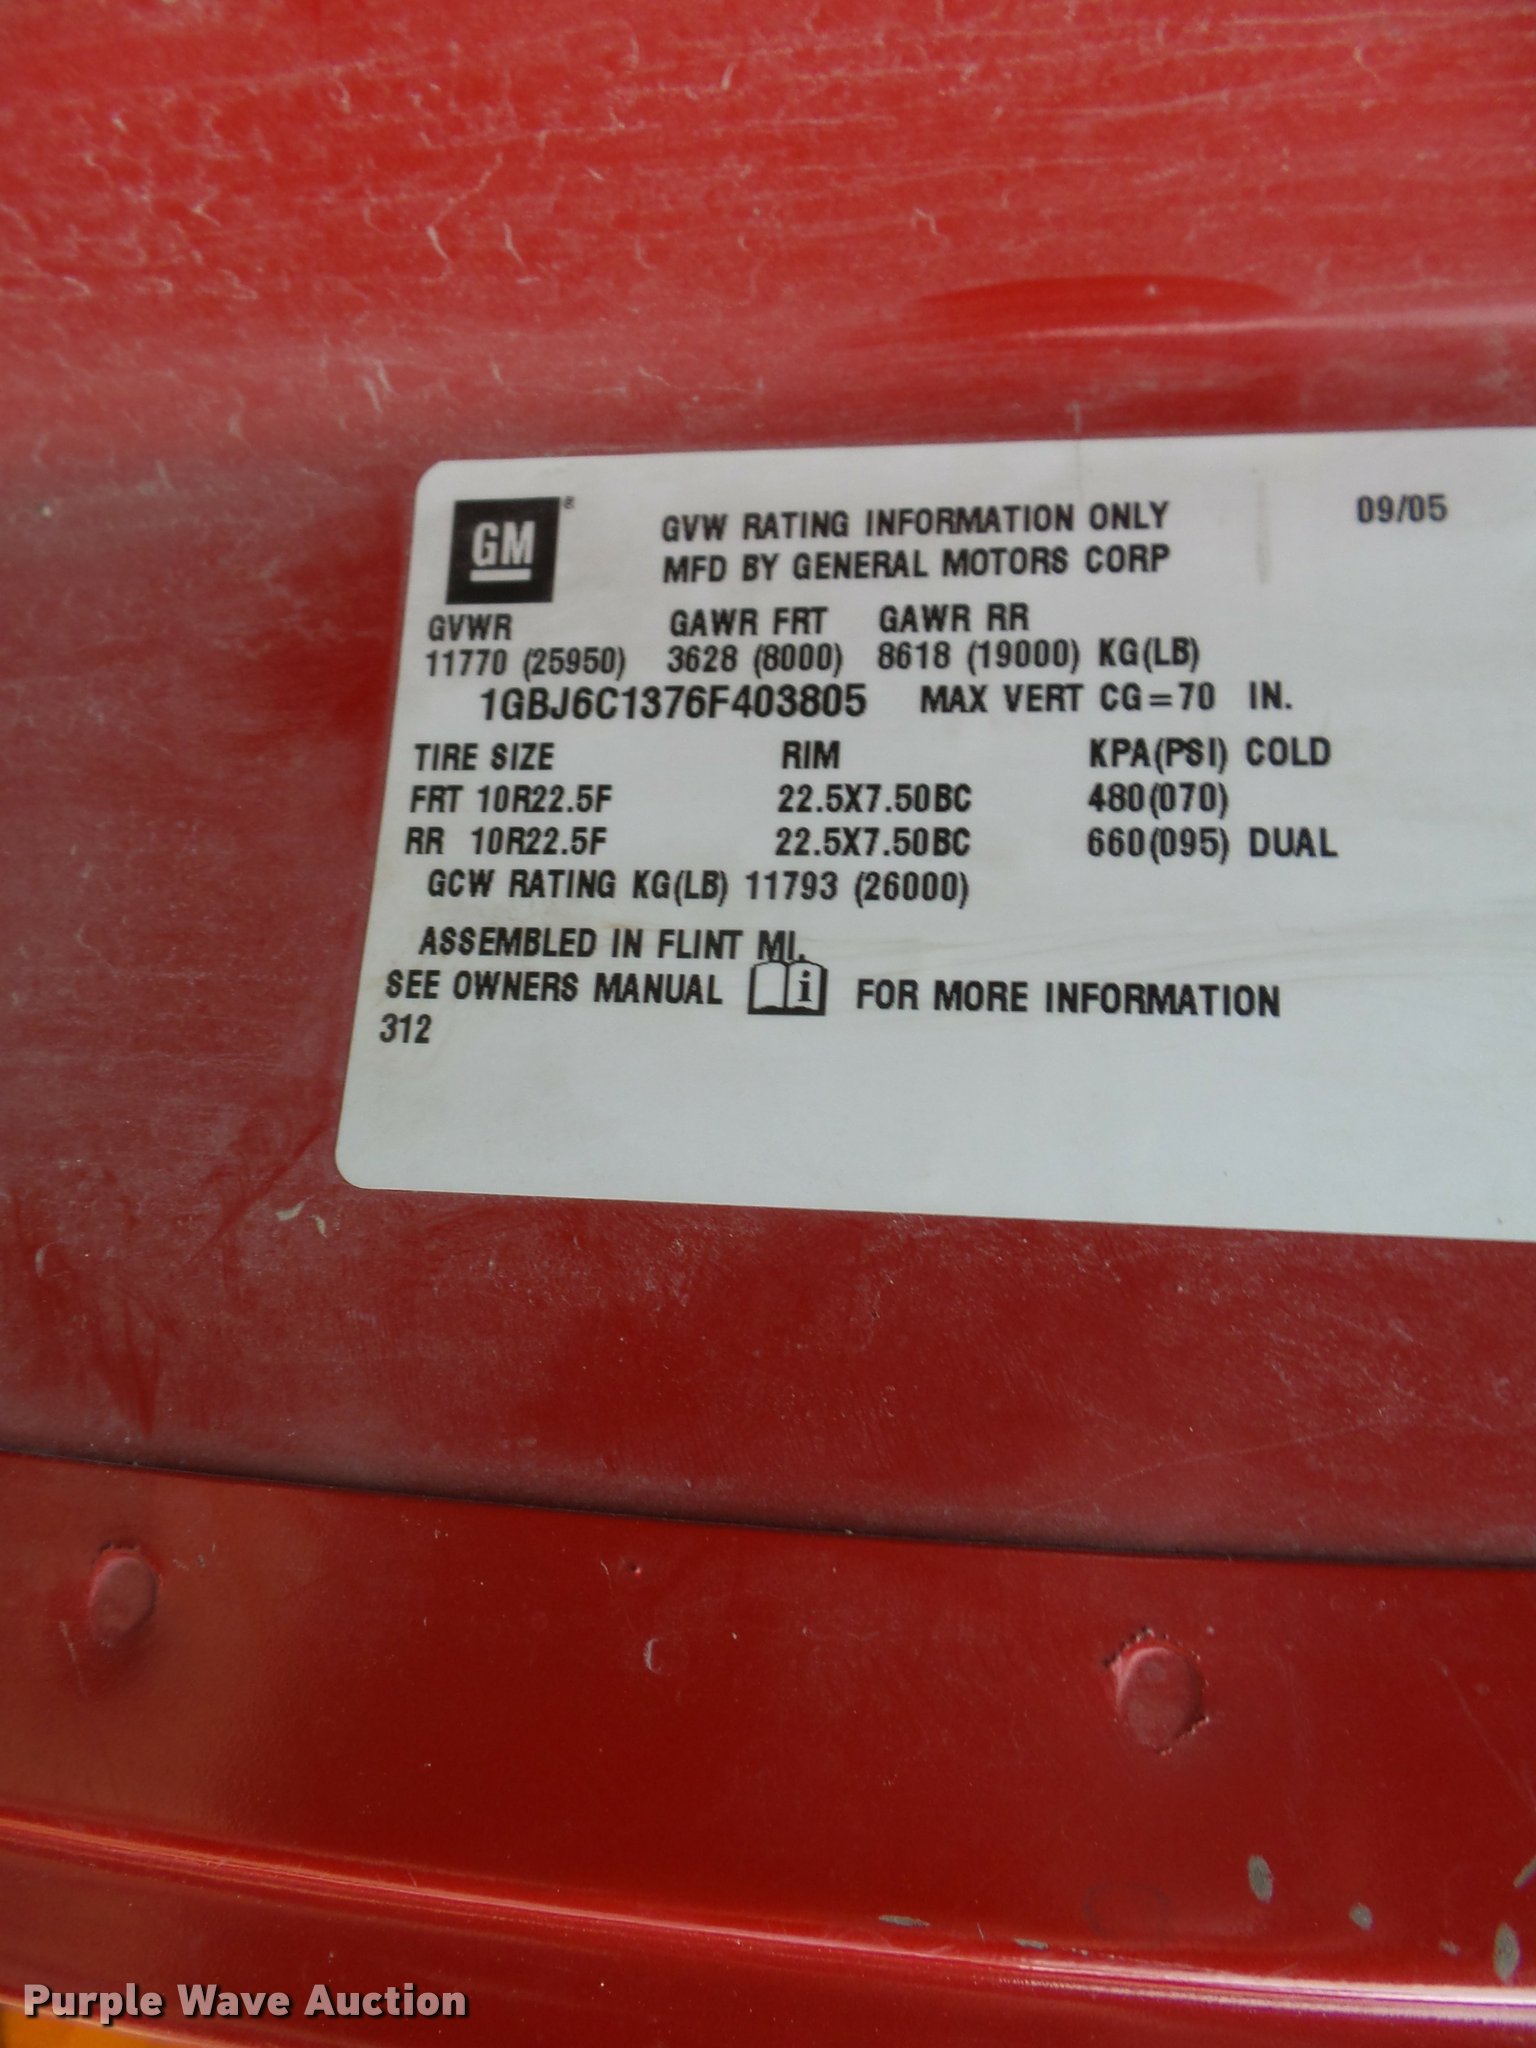 GM®
GVW RATING INFORMATION ONLY 09/05
MFD BY GENERAL MOTORS CORP
GVWR GAWR FRT GAWR RR
11770 (25950) 3628 (8000) 8618 (19000) KG(LB)
1GBJ6C1376F403805 MAX VERT CG=70 IN.
TIRE SIZE RIM KPA(PSI) COLD
FRT 10R22.5F 22.5X7.50BC 480(070)
RR 10R22.5F 22.5X7.50BC 660(095) DUAL
GCW RATING KG(LB) 11793 (26000)
ASSEMBLED IN FLINT MI.
SEE OWNERS MANUAL i FOR MORE INFORMATION
312
Purple Wave Auction